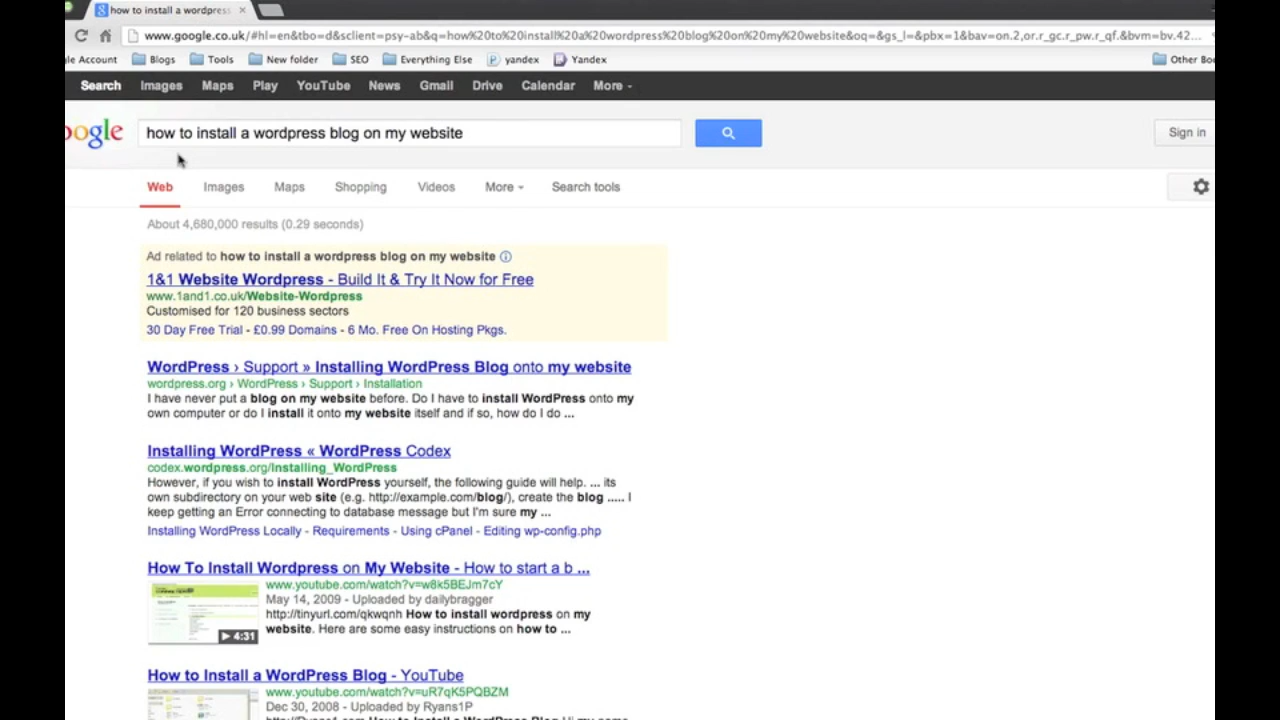 how to install a wordpress
www.google.co.uk/#hl=en&tbo=d&sclient=psy-ab&q=how%20to%20install%20a%20wordpress%20blog%20on%20my%20website&oq=&gs_l=&pbx=1&bav=on.2,or.r_gc.r_pw.r_qf.&bvm=bv.42...
gle Account Blogs Tools New folder SEO Everything Else yandex Yandex Other Boo
Search Images Maps Play YouTube News Gmail Drive Calendar More
oogle how to install a wordpress blog on my website Sign in
Web Images Maps Shopping Videos More Search tools
About 4,680,000 results (0.29 seconds)
Ad related to how to install a wordpress blog on my website
1&1 Website Wordpress - Build It & Try It Now for Free
www.1and1.co.uk/Website-Wordpress
Customised for 120 business sectors
30 Day Free Trial - £0.99 Domains - 6 Mo. Free On Hosting Pkgs.
WordPress › Support » Installing WordPress Blog onto my website
wordpress.org › WordPress › Support › Installation
I have never put a blog on my website before. Do I have to install WordPress onto my
own computer or do I install it onto my website itself and if so, how do I do ...
Installing WordPress « WordPress Codex
codex.wordpress.org/Installing_WordPress
However, if you wish to install WordPress yourself, the following guide will help. ... its
own subdirectory on your web site (e.g. http://example.com/blog/), create the blog ..... I
keep getting an Error connecting to database message but I'm sure my ...
Installing WordPress Locally - Requirements - Using cPanel - Editing wp-config.php
How To Install Wordpress on My Website - How to start a b ...
www.youtube.com/watch?v=w8k5BEJm7cY
May 14, 2009 - Uploaded by dailybragger
http://tinyurl.com/qkwqnh How to install wordpress on my
website. Here are some easy instructions on how to ...
4:31
How to Install a WordPress Blog - YouTube
www.youtube.com/watch?v=uR7qK5PQBZM
Dec 30, 2008 - Uploaded by Ryans1P